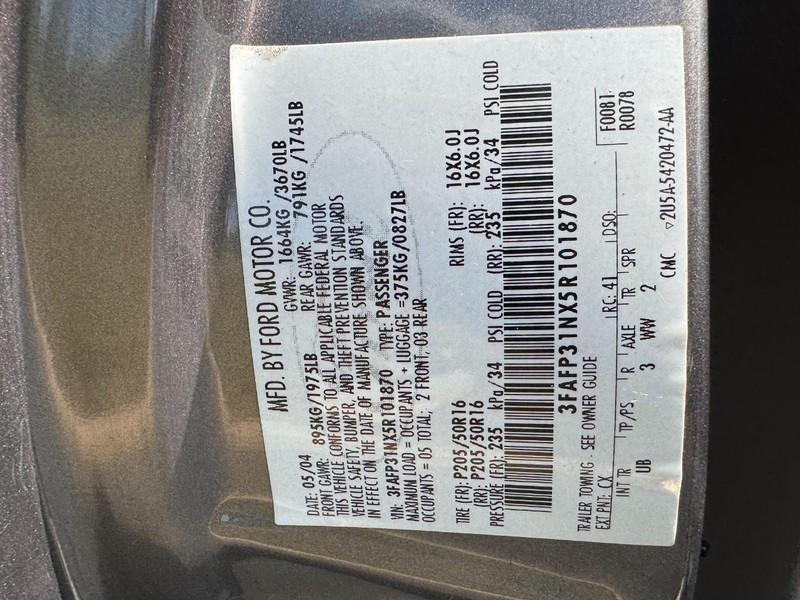 MFD. BY FORD MOTOR CO.
DATE: 05/04 GVWR: 1664KG /3670LB
FRONT GAWR: 895KG/1975LB REAR GAWR: 791KG /1745LB
THIS VEHICLE CONFORMS TO ALL APPLICABLE FEDERAL MOTOR
VEHICLE SAFETY, BUMPER, AND THEFT PREVENTION STANDARDS
IN EFFECT ON THE DATE OF MANUFACTURE SHOWN ABOVE.
VIN: 3FAFP31NX5R101870 TYPE: PASSENGER
MAXIMUM LOAD = OCCUPANTS + LUGGAGE =375KG/0827LB
OCCUPANTS = 05 TOTAL; 2 FRONT, 03 REAR
TIRE (FR): P205/50R16 RIMS (FR): 16X6.0J
(RR): P205/50R16 (RR): 16X6.0J
PRESSURE (FR): 235 kPa/34 PSI COLD (RR): 235 kPa/34 PSI COLD
3FAFP31NX5R101870
TRAILER TOWING - SEE OWNER GUIDE F0081
EXT PNT: CX RC: 41 DSO: R0078
INT TR TP/PS R AXLE TR SPR
UB 3 WW 2
CMC ▽2U5A-5420472-AA